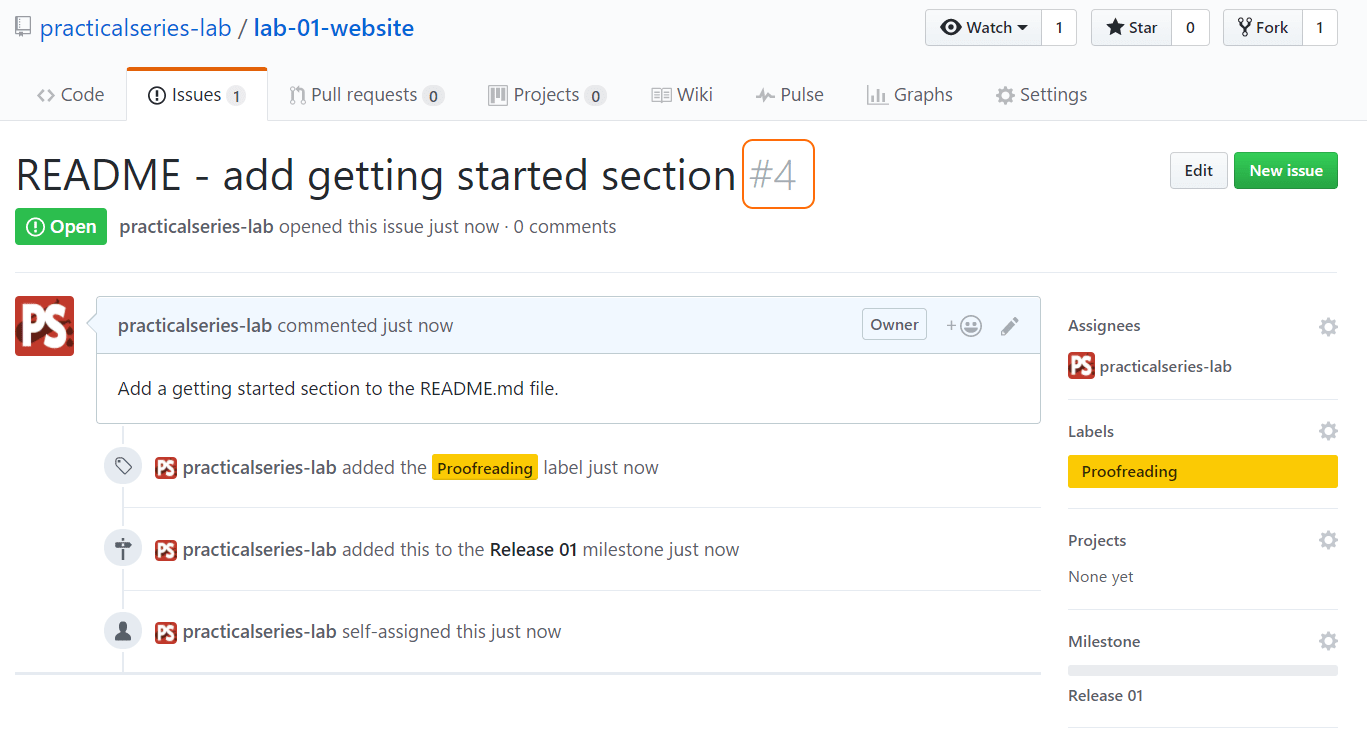 practicalseries-lab / lab-01-website
Watch 1 Star 0 Fork 1
Code Issues 1 Pull requests 0 Projects 0 Wiki Pulse Graphs Settings
README - add getting started section #4
Edit New issue
Open practicalseries-lab opened this issue just now · 0 comments
PS practicalseries-lab commented just now Owner +
Add a getting started section to the README.md file.
PS practicalseries-lab added the Proofreading label just now
PS practicalseries-lab added this to the Release 01 milestone just now
PS practicalseries-lab self-assigned this just now
Assignees
PS practicalseries-lab
Labels
Proofreading
Projects
None yet
Milestone
Release 01